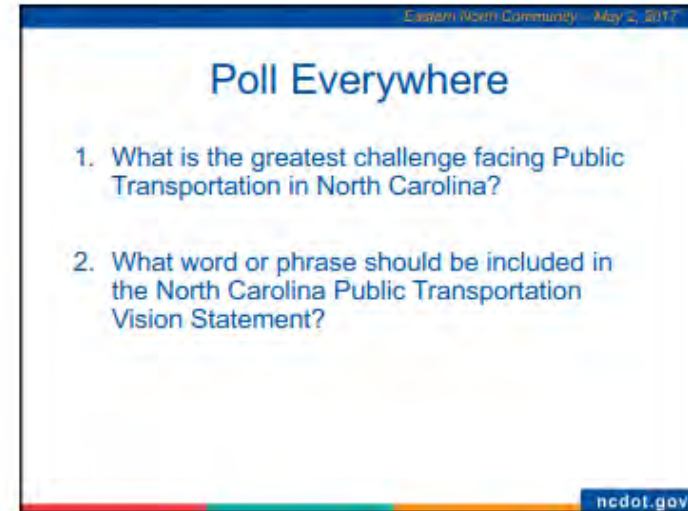 Eastern North Community - May 2, 2017
Poll Everywhere
1. What is the greatest challenge facing Public
Transportation in North Carolina?
2. What word or phrase should be included in
the North Carolina Public Transportation
Vision Statement?
ncdot.gov